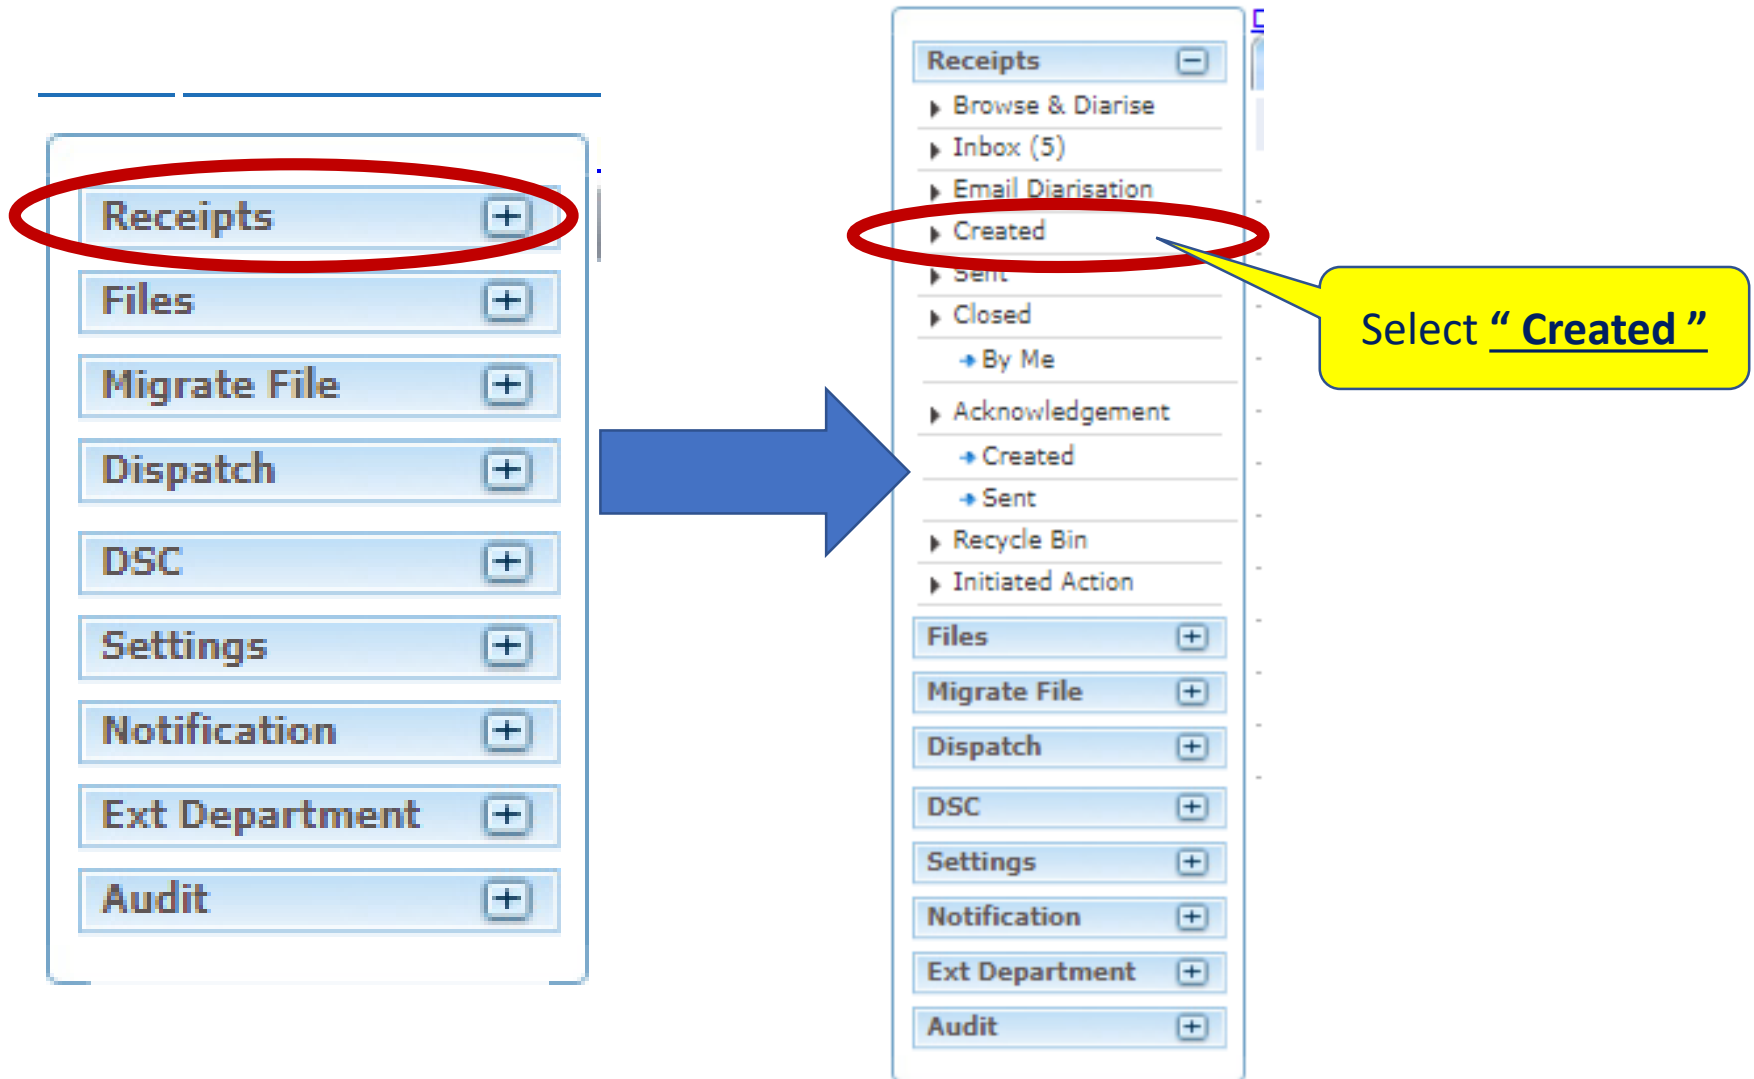 Receipts
Files
Migrate File
Dispatch
DSC
Settings
Notification
Ext Department
Audit
Receipts
Browse & Diarise
Inbox (5)
Email Diarisation
Created
Sent
Closed
By Me
Acknowledgement
Created
Sent
Recycle Bin
Initiated Action
Files
Migrate File
Dispatch
DSC
Settings
Notification
Ext Department
Audit
Select “ Created ”